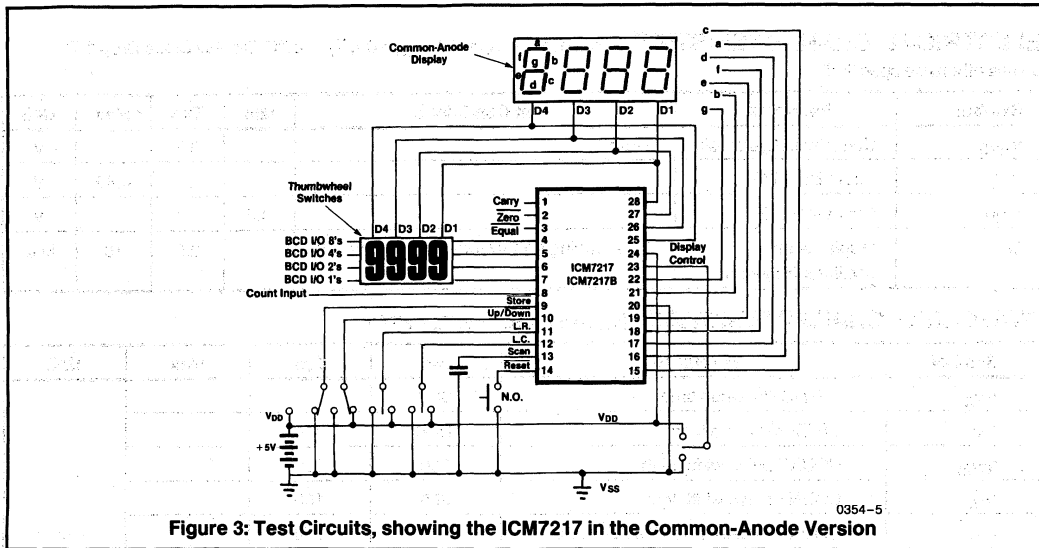 Common-Anode
Display
a
f
g
b
e
c
d
D4
D3
D2
D1
c
a
d
f
e
b
g
Thumbwheel
Switches
D4 D3 D2 D1
9999
BCD I/O 8's
BCD I/O 4's
BCD I/O 2's
BCD I/O 1's
Count Input
Carry
Zero
Equal
Store
Up/Down
L.R.
L.C.
Scan
Reset
1
2
3
4
5
6
7
8
9
10
11
12
13
14
ICM7217
ICM7217B
28
27
26
25
24
23
22
21
20
19
18
17
16
15
Display
Control
N.O.
VDD
VDD
+5V
VSS
0354-5
Figure 3: Test Circuits, showing the ICM7217 in the Common-Anode Version